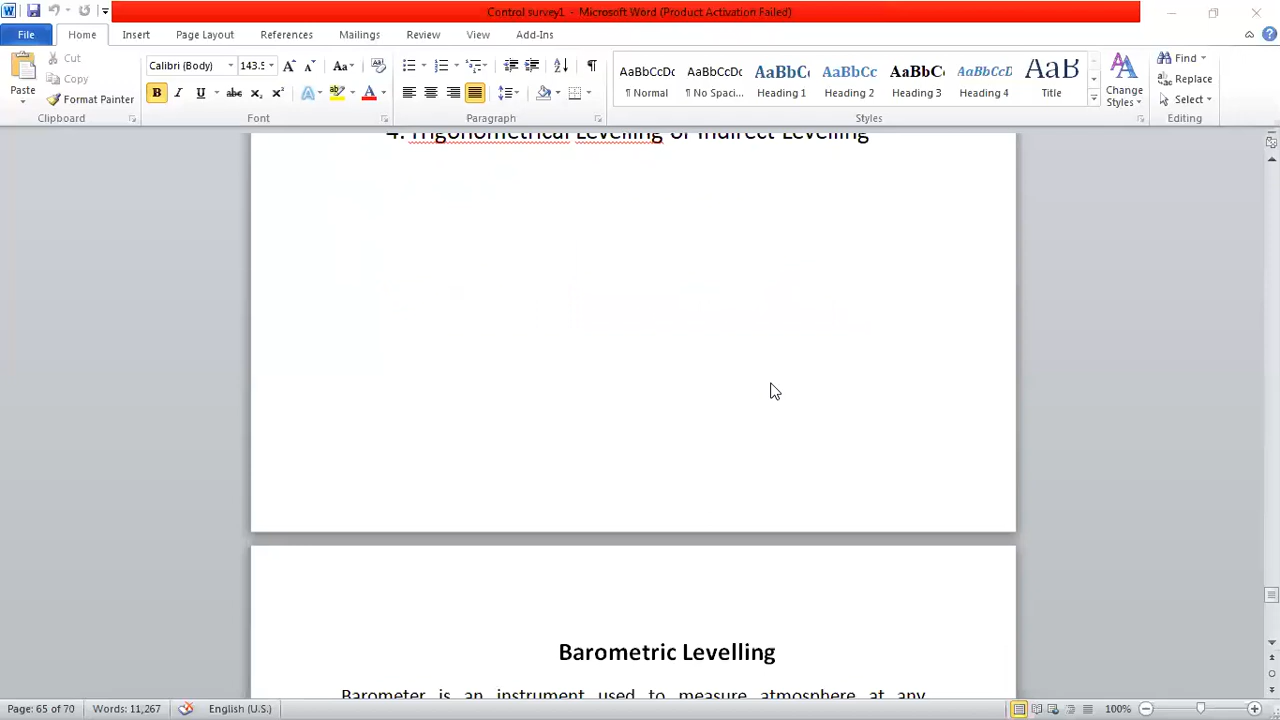 Control survey1 - Microsoft Word (Product Activation Failed)
File Home Insert Page Layout References Mailings Review View Add-Ins
Paste
Cut
Copy
Format Painter
Clipboard
Calibri (Body) 143.5
Font
Paragraph
AaBbCcDc AaBbCcDc AaBbC AaBbCc AaBbC AaBbCcD AaB
¶ Normal ¶ No Spaci... Heading 1 Heading 2 Heading 3 Heading 4 Title
Change Styles
Styles
Find
Replace
Select
Editing
4. Trigonometrical Levelling or Indirect Levelling
Barometric Levelling
Barometer is an instrument used to measure atmosphere at any
Page: 65 of 70 Words: 11,267 English (U.S.) 100%